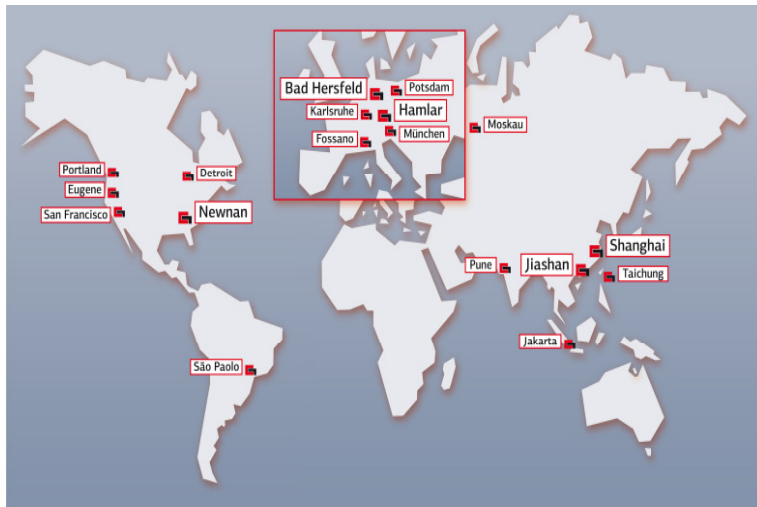 Bad Hersfeld
Potsdam
Karlsruhe
Hamlar
München
Fossano
Moskau
Portland
Detroit
Eugene
San Francisco
Newnan
Shanghai
Pune
Jiashan
Taichung
Jakarta
São Paolo